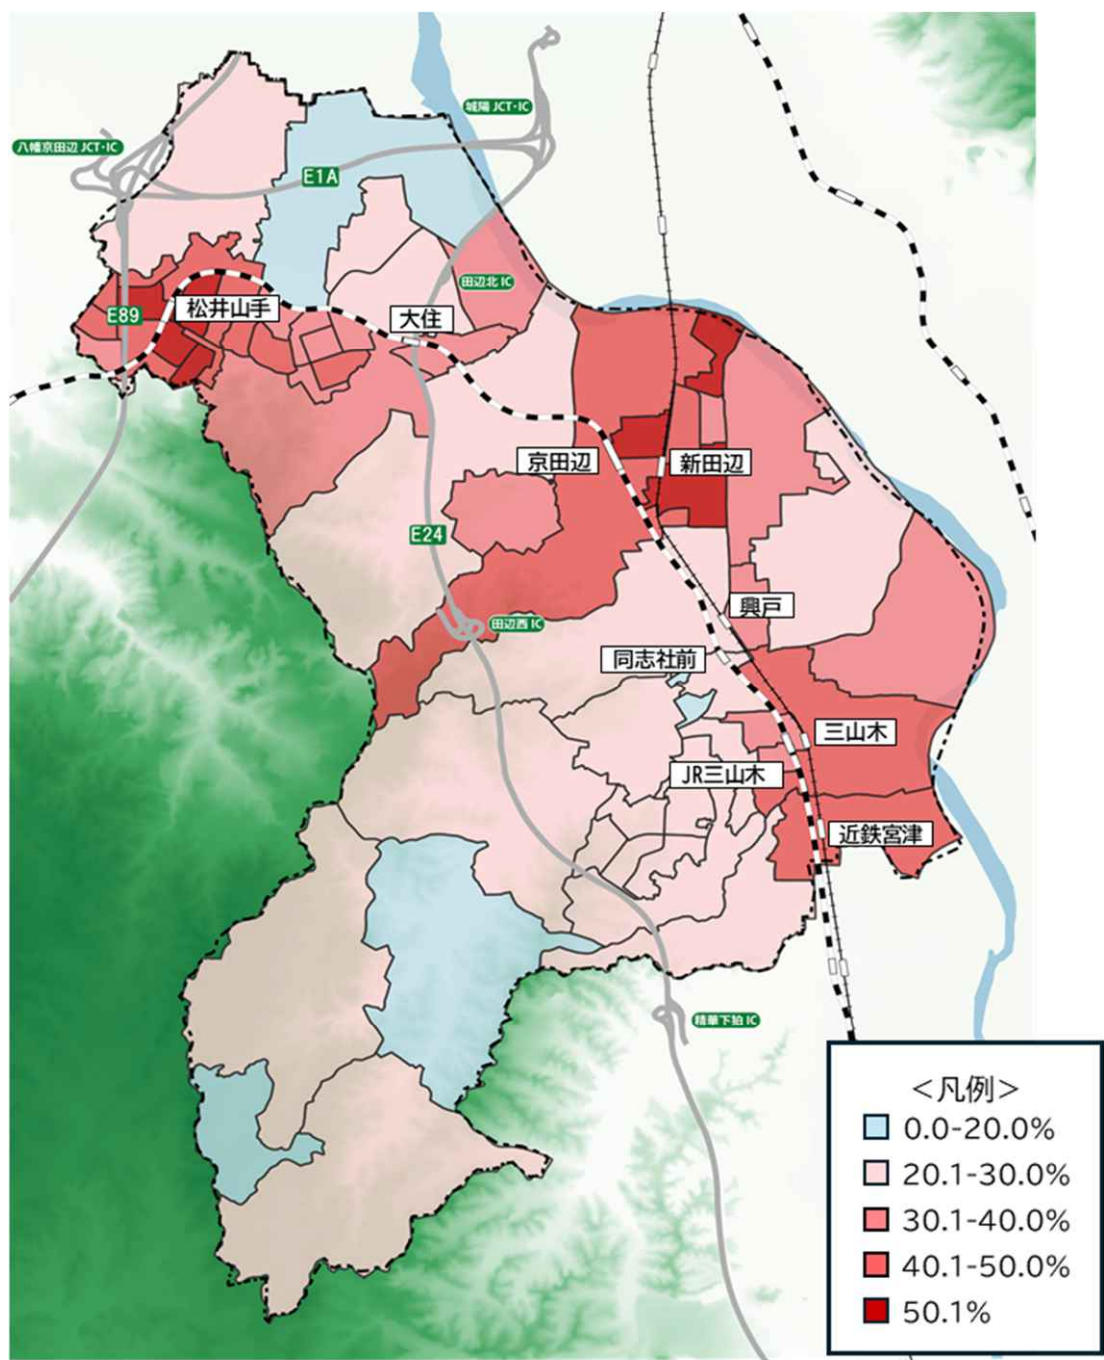 城陽 JCT・IC
八幡京田辺 JCT・IC
E1A
田辺北 IC
松井山手
E89
大住
京田辺
新田辺
E24
興戸
田辺西 IC
同志社前
三山木
JR三山木
近鉄宮津
精華下狛 IC
＜凡例＞
0.0-20.0%
20.1-30.0%
30.1-40.0%
40.1-50.0%
50.1%